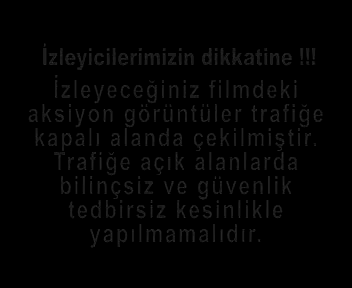 İzleyicilerimizin dikkatine !!!
İzleyeceğiniz filmdeki
aksiyon görüntüler trafiğe
kapalı alanda çekilmiştir.
Trafiğe açık alanlarda
bilinçsiz ve güvenlik
tedbirsiz kesinlikle
yapılmamalıdır.